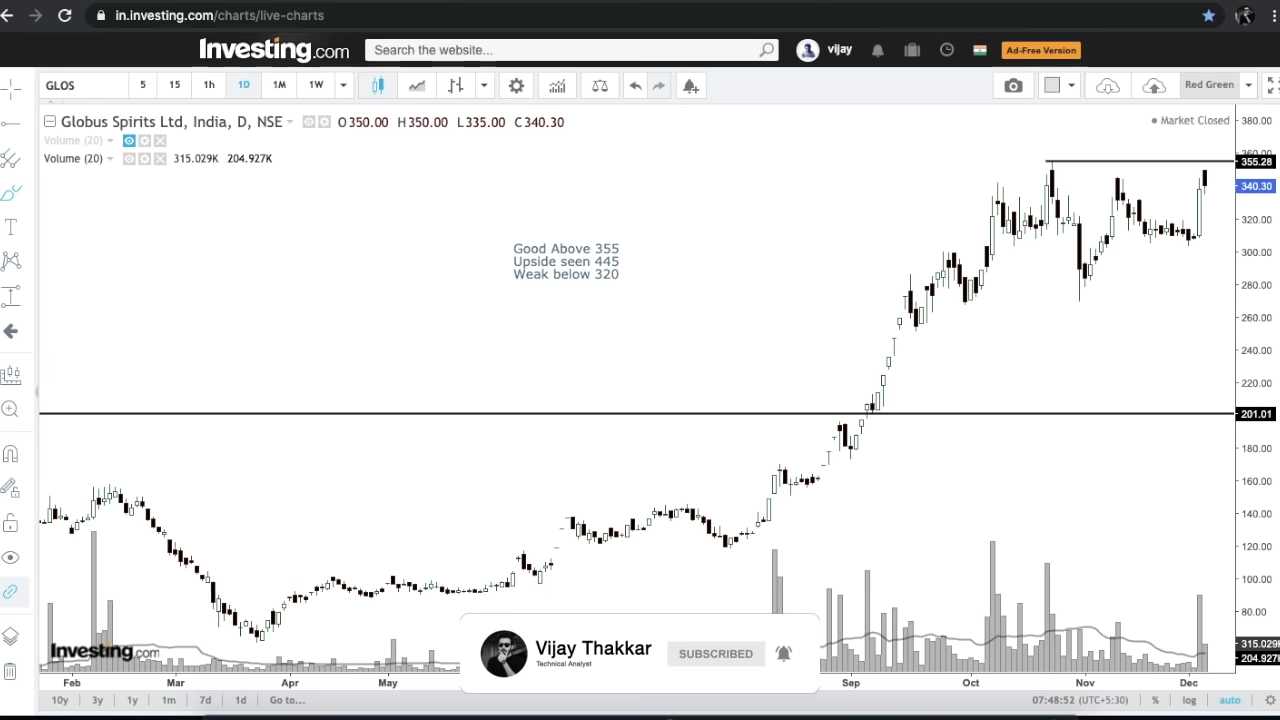 in.investing.com/charts/live-charts
Investing.com
Search the website...
vijay
Ad-Free Version
GLOS
5
15
1h
1D
1M
1W
Red Green
Globus Spirits Ltd, India, D, NSE
O 350.00 H 350.00 L 335.00 C 340.30
Market Closed
Volume (20)
Volume (20) 315.029K 204.927K
380.00
360.00
355.28
340.30
320.00
300.00
280.00
260.00
240.00
220.00
201.01
180.00
160.00
140.00
120.00
100.00
80.00
315.029K
204.927K
Good Above 355
Upside seen 445
Weak below 320
Investing.com
Vijay Thakkar
Technical Analyst
SUBSCRIBED
Feb
Mar
Apr
May
Sep
Oct
Nov
Dec
10y
3y
1y
1m
7d
1d
Go to...
07:48:52 (UTC+5:30)
%
log
auto